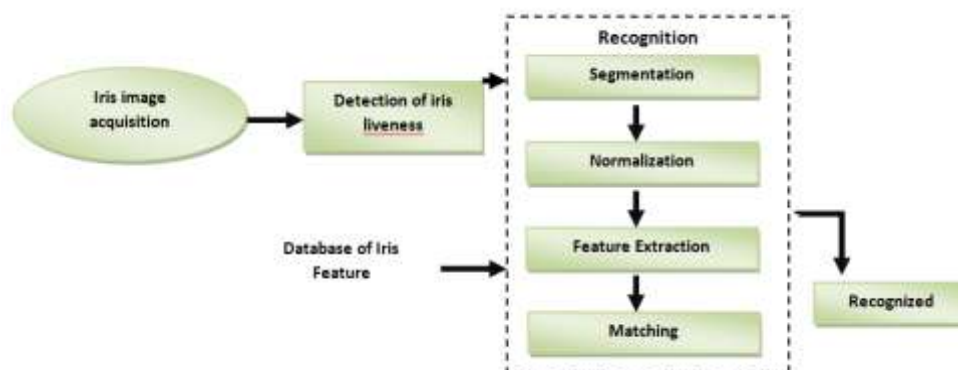 Recognition
Segmentation
Iris image
acquisition
Detection of iris
liveness
Normalization
Database of Iris
Feature
Feature Extraction
Recognized
Matching